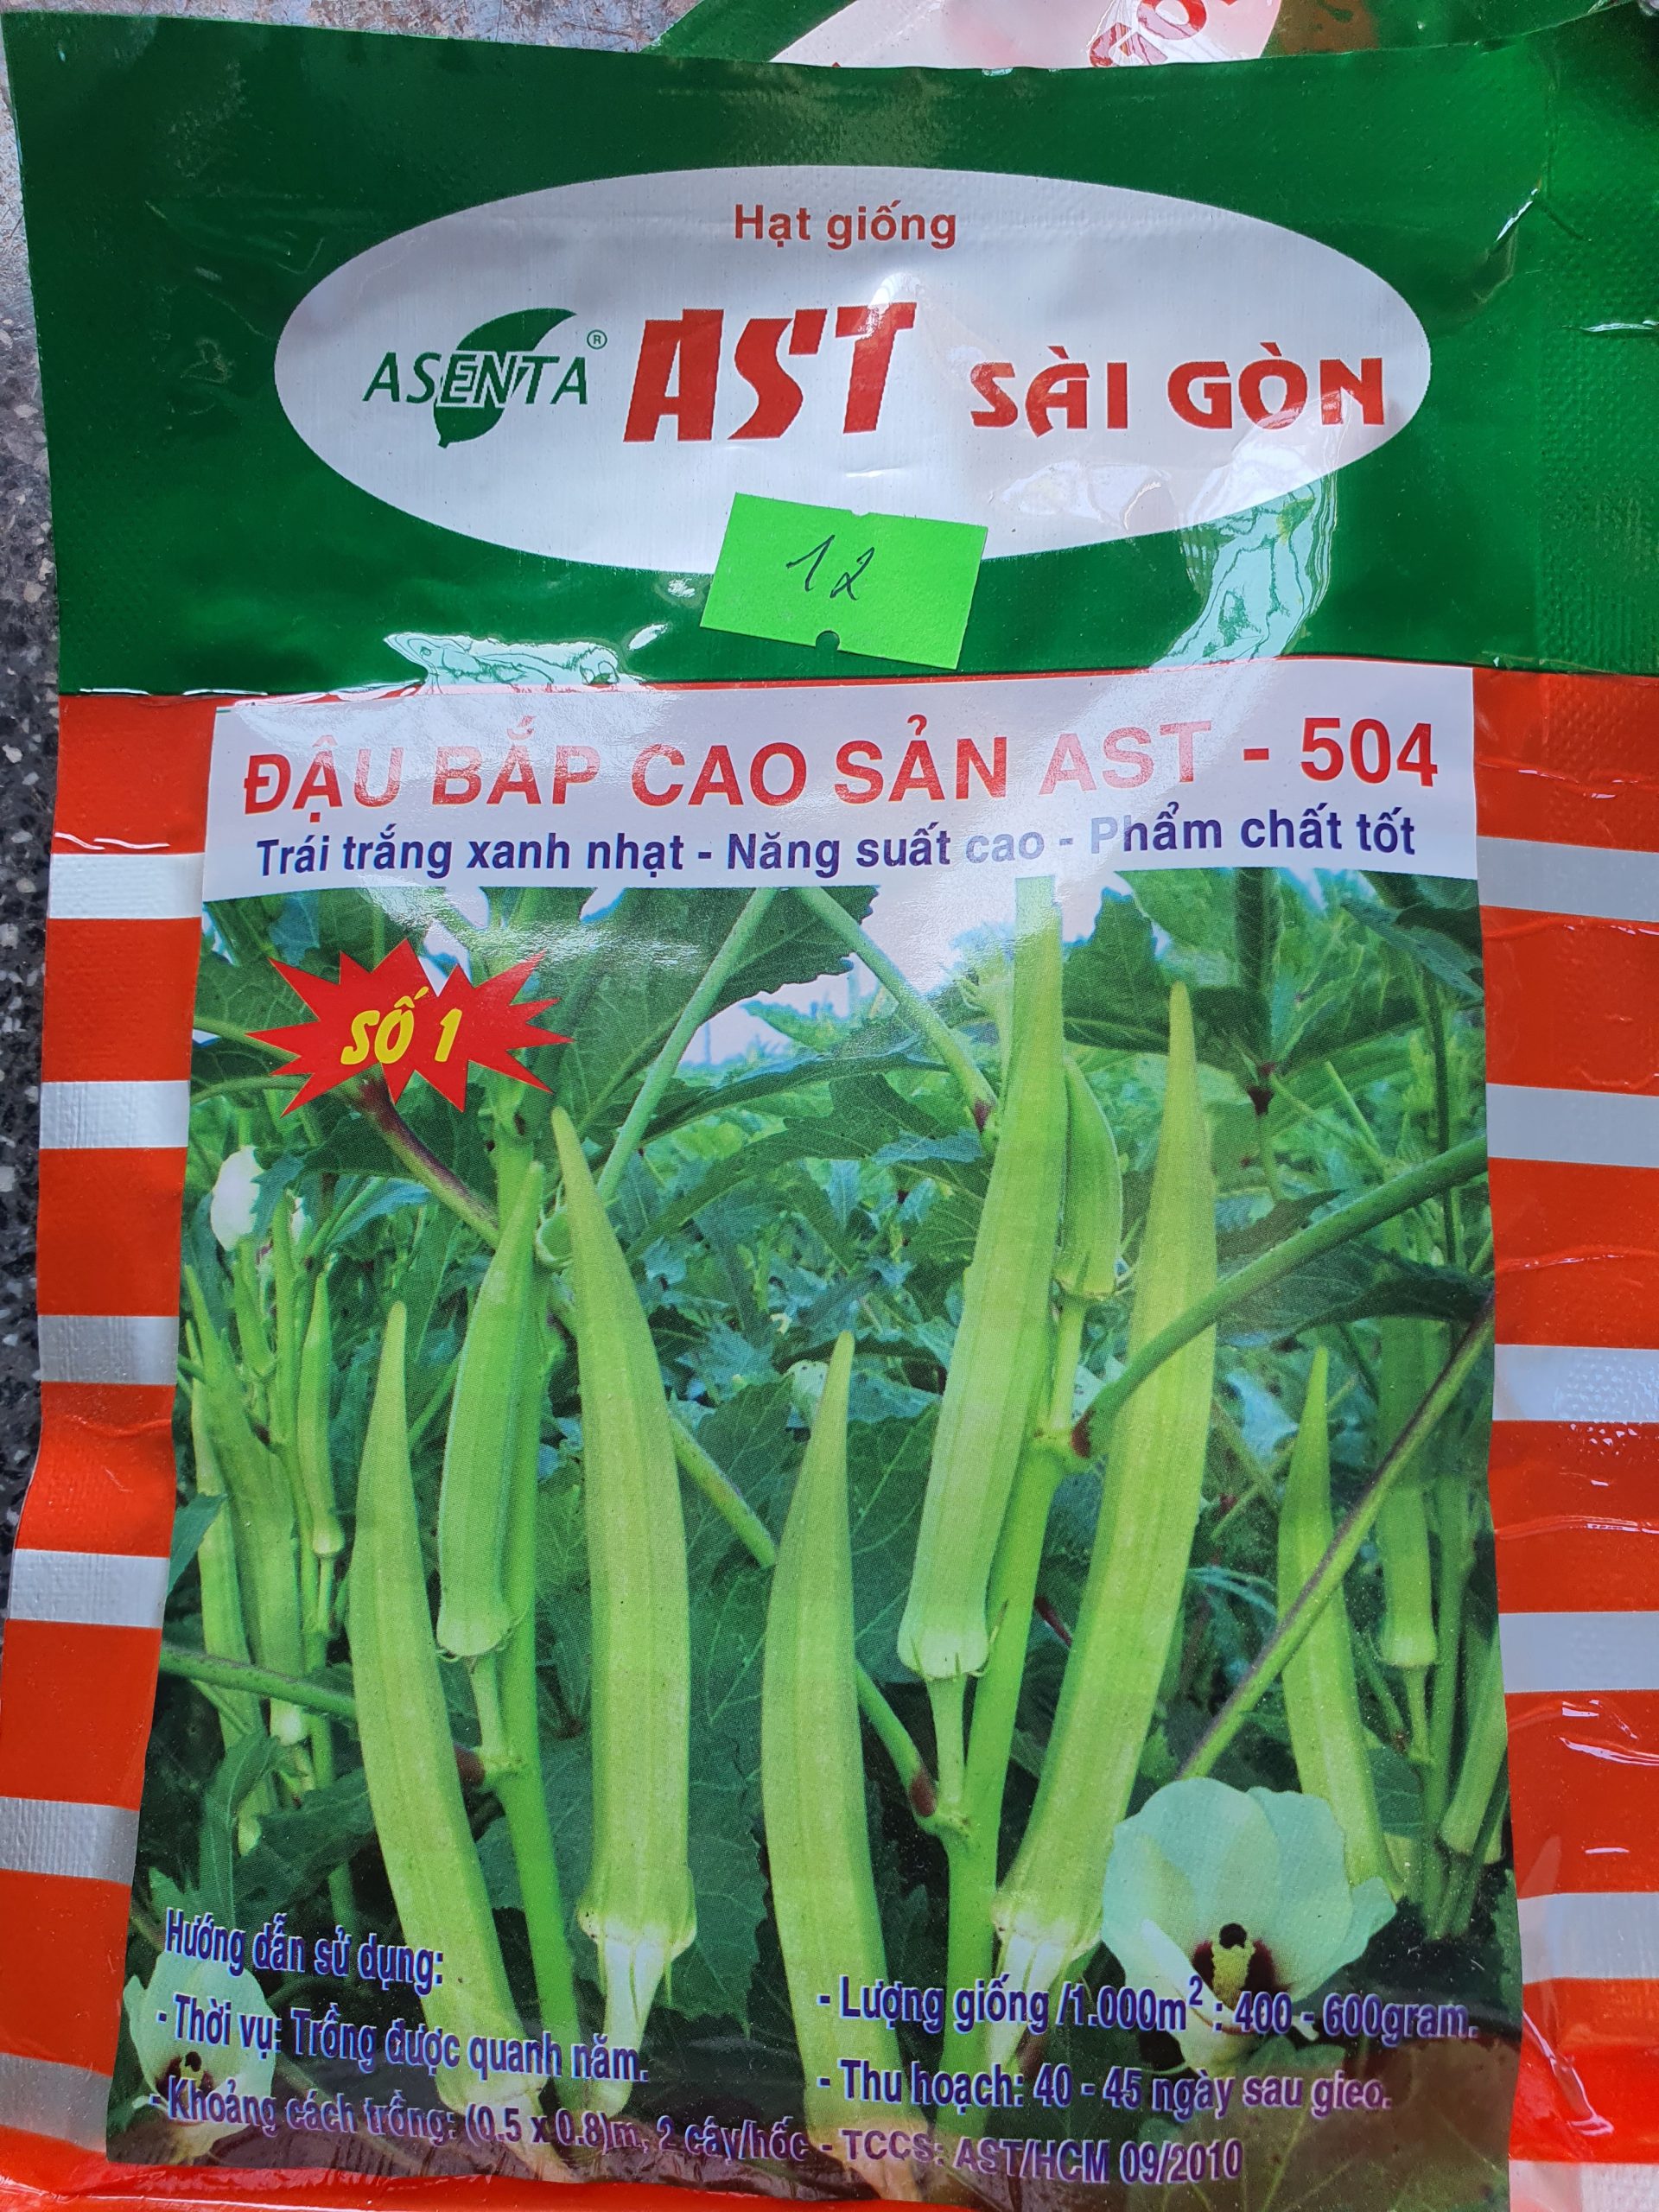 Hạt giống
ASENTA® AST SÀI GÒN
12
ĐẬU BẮP CAO SẢN AST - 504
Trái trắng xanh nhạt - Năng suất cao - Phẩm chất tốt
SỐ 1
Hướng dẫn sử dụng:
- Thời vụ: Trồng được quanh năm.
- Khoảng cách trồng: (0.5 x 0.8)m, 2 cây/hốc
- Lượng giống /1.000m² : 400 - 600gram.
- Thu hoạch: 40 - 45 ngày sau gieo.
- TCCS: AST/HCM 09/2010